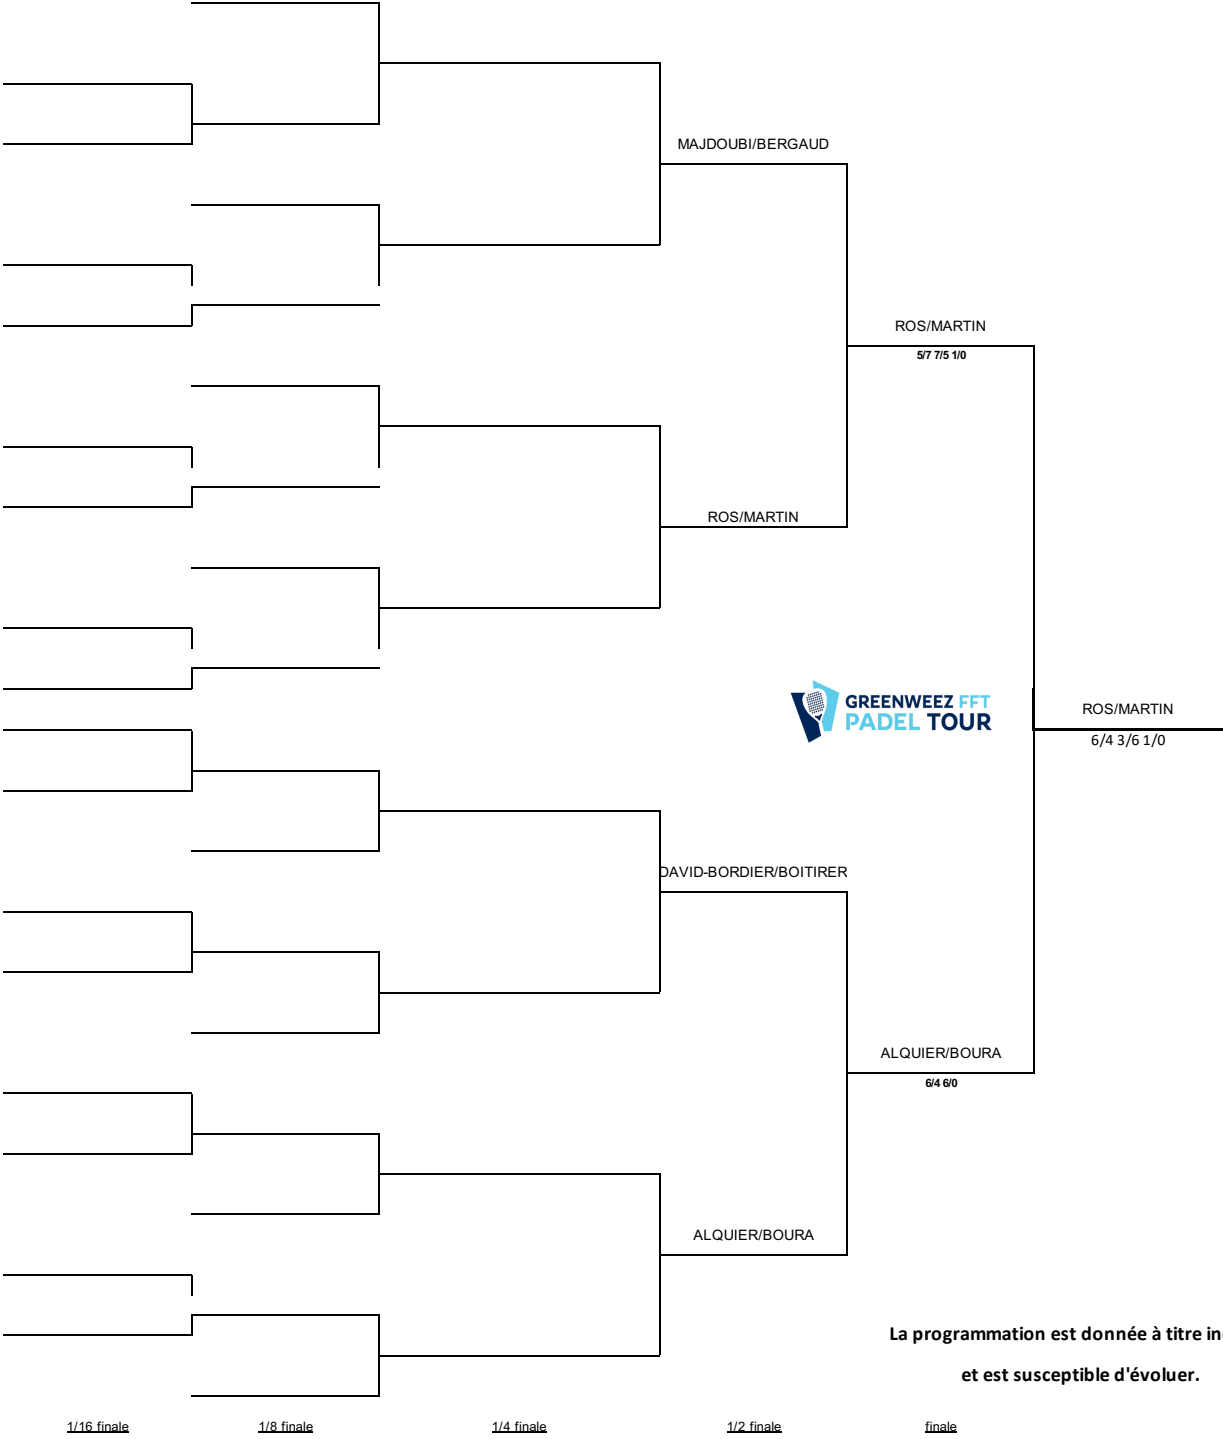 MAJDOUBI/BERGAUD
ROS/MARTIN
5/7 7/5 1/0
ROS/MARTIN
GREENWEEZ FFT
PADEL TOUR
ROS/MARTIN
6/4 3/6 1/0
DAVID-BORDIER/BOITIRER
ALQUIER/BOURA
6/4 6/0
ALQUIER/BOURA
La programmation est donnée à titre in
et est susceptible d'évoluer.
1/16 finale 1/8 finale 1/4 finale 1/2 finale finale